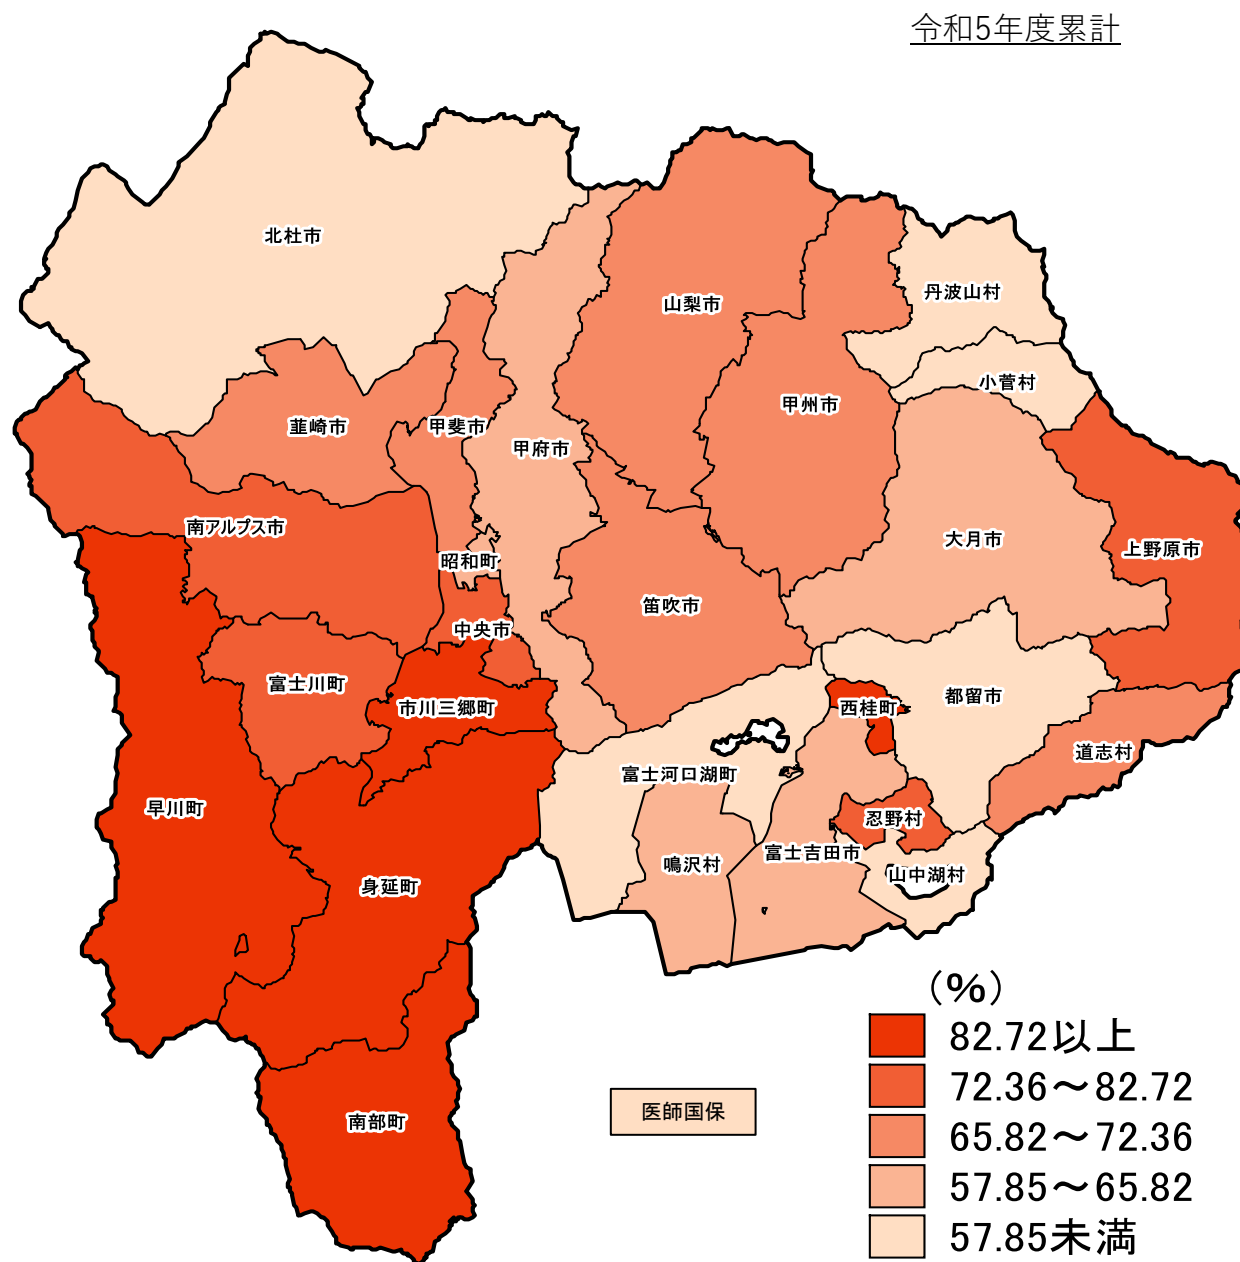 令和5年度累計
北杜市
丹波山村
山梨市
小菅村
甲州市
韮崎市
甲斐市
甲府市
南アルプス市
大月市
上野原市
昭和町
笛吹市
中央市
富士川町
都留市
市川三郷町
西桂町
道志村
富士河口湖町
早川町
忍野村
富士吉田市
鳴沢村
山中湖村
身延町
南部町
医師国保
(%)
82.72以上
72.36～82.72
65.82～72.36
57.85～65.82
57.85未満